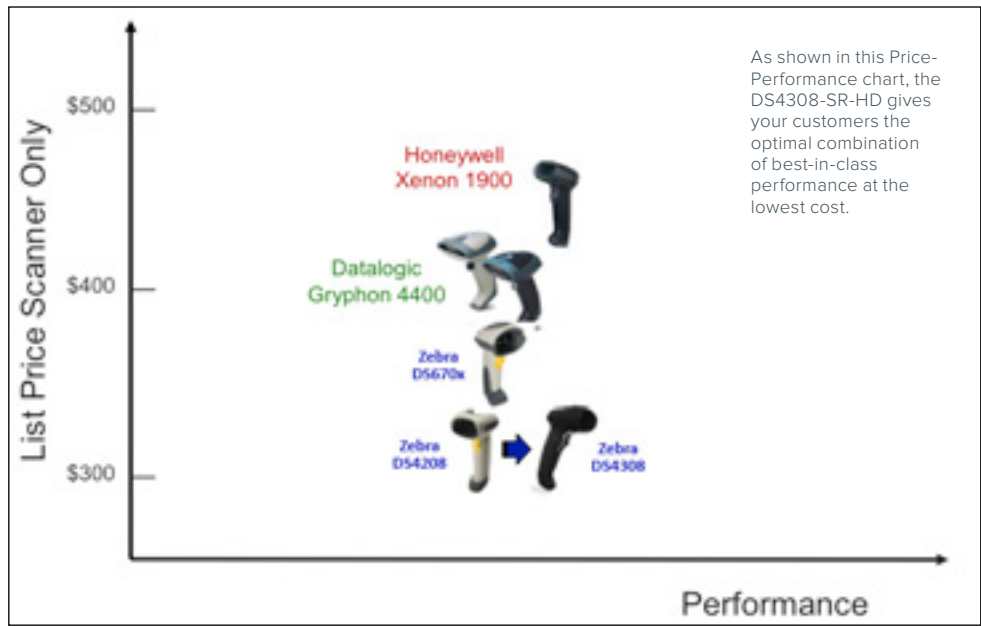 As shown in this Price-
Performance chart, the
DS4308-SR-HD gives
your customers the
optimal combination
of best-in-class
performance at the
lowest cost.
List Price Scanner Only
$500
$400
$300
Honeywell
Xenon 1900
Datalogic
Gryphon 4400
Zebra
DS670x
Zebra
DS4208
Zebra
DS4308
Performance